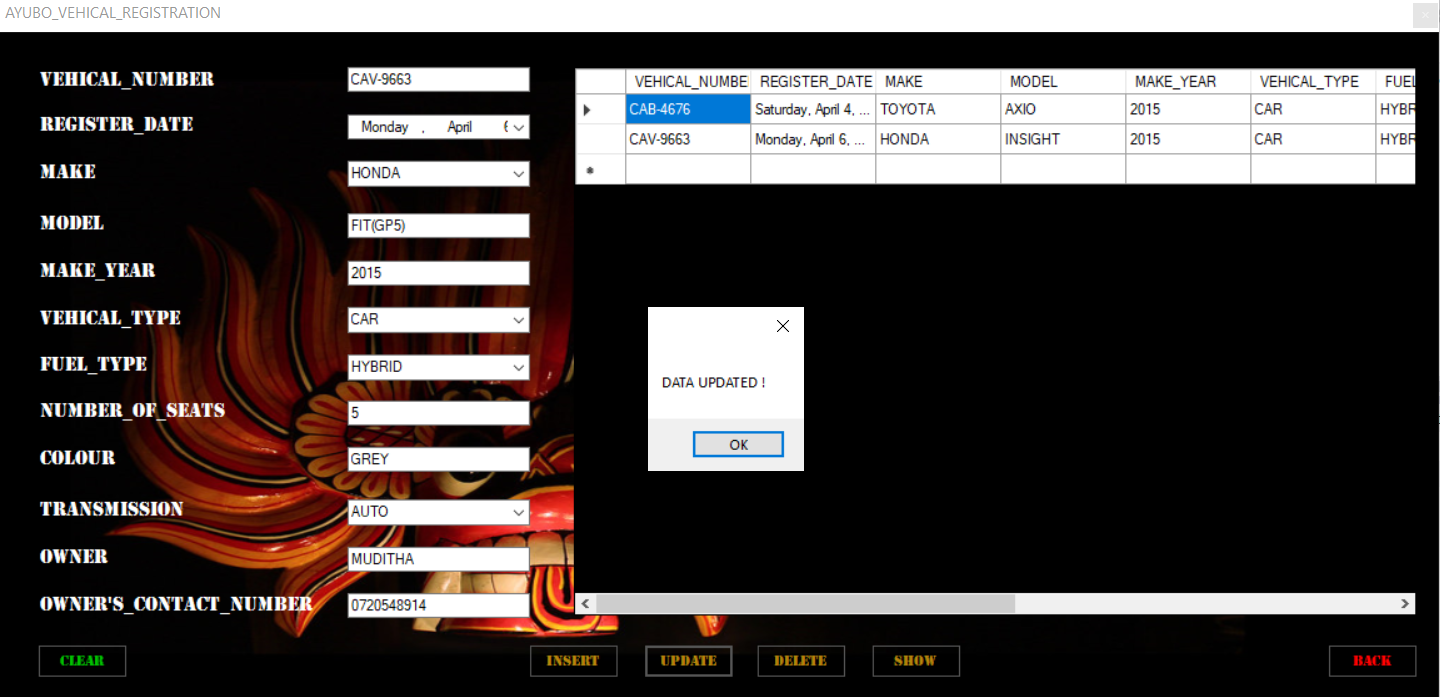 AYUBO_VEHICAL_REGISTRATION
VEHICAL_NUMBER CAV-9663
REGISTER_DATE Monday , April
MAKE HONDA
MODEL FIT(GP5)
MAKE_YEAR 2015
VEHICAL_TYPE CAR
FUEL_TYPE HYBRID
NUMBER_OF_SEATS 5
COLOUR GREY
TRANSMISSION AUTO
OWNER MUDITHA
OWNER'S_CONTACT_NUMBER 0720548914
VEHICAL_NUMBE REGISTER_DATE MAKE MODEL MAKE_YEAR VEHICAL_TYPE FUEL
CAB-4676 Saturday, April 4, ... TOYOTA AXIO 2015 CAR HYBR
CAV-9663 Monday, April 6, ... HONDA INSIGHT 2015 CAR HYBR
DATA UPDATED !
OK
CLEAR INSERT UPDATE DELETE SHOW BACK